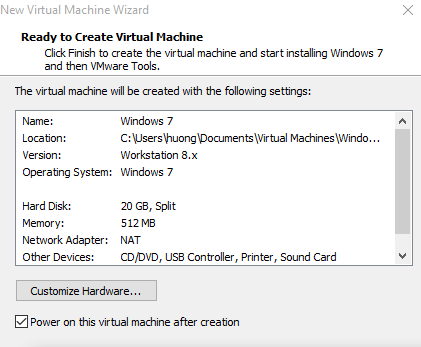 New Virtual Machine Wizard
Ready to Create Virtual Machine
Click Finish to create the virtual machine and start installing Windows 7
and then VMware Tools.
The virtual machine will be created with the following settings:
Name: Windows 7
Location: C:\Users\huong\Documents\Virtual Machines\Windo...
Version: Workstation 8.x
Operating System: Windows 7
Hard Disk: 20 GB, Split
Memory: 512 MB
Network Adapter: NAT
Other Devices: CD/DVD, USB Controller, Printer, Sound Card
Customize Hardware...
Power on this virtual machine after creation